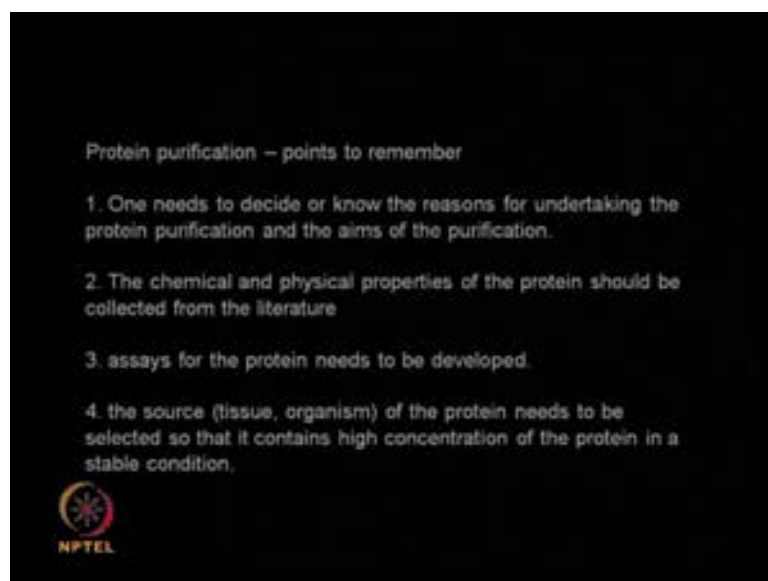 Protein purification – points to remember
1. One needs to decide or know the reasons for undertaking the
protein purification and the aims of the purification.
2. The chemical and physical properties of the protein should be
collected from the literature
3. assays for the protein needs to be developed.
4. the source (tissue, organism) of the protein needs to be
selected so that it contains high concentration of the protein in a
stable condition.
NPTEL